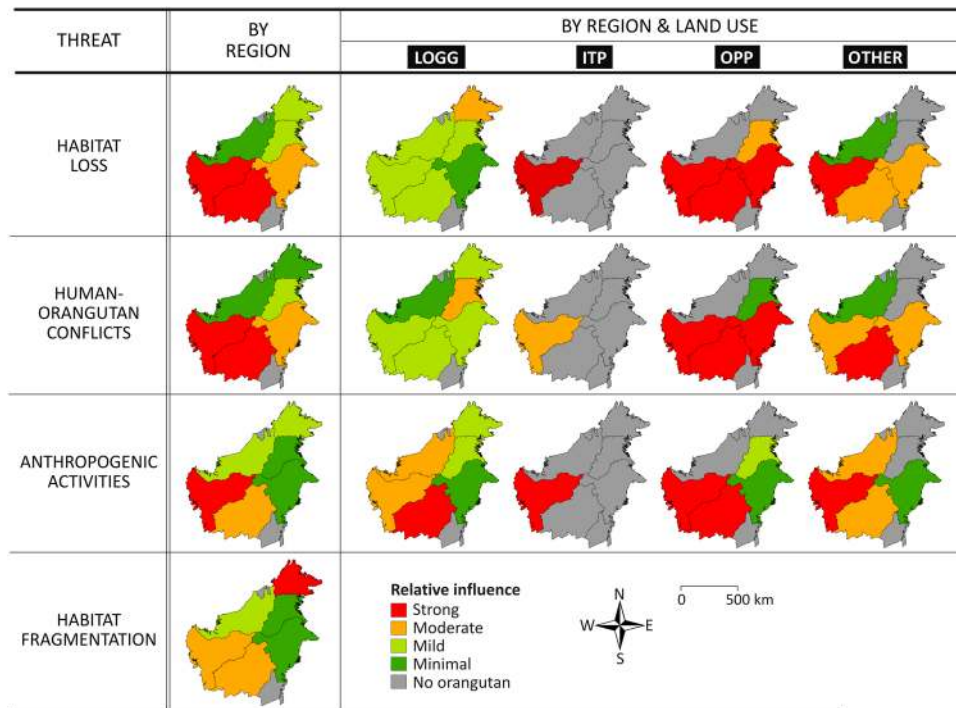 THREAT
BY
REGION
BY REGION & LAND USE
LOGG
ITP
OPP
OTHER
HABITAT
LOSS
HUMAN-
ORANGUTAN
CONFLICTS
ANTHROPOGENIC
ACTIVITIES
HABITAT
FRAGMENTATION
Relative influence
Strong
Moderate
Mild
Minimal
No orangutan
N
W E
S
0 500 km